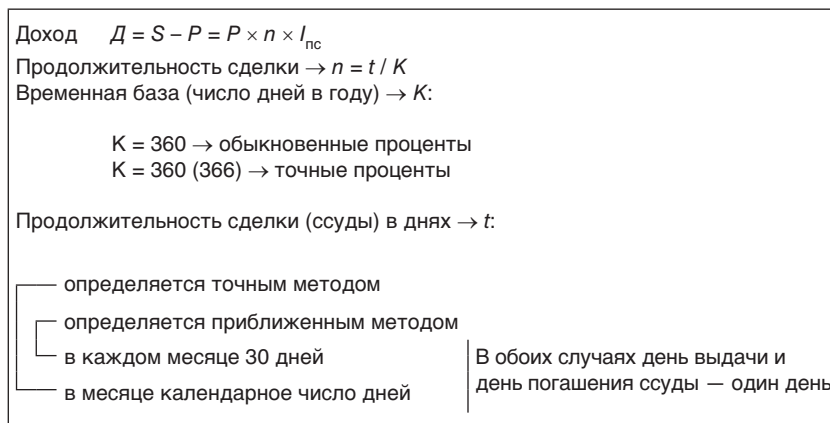 Доход Д = S – P = P × n × I пс
Продолжительность сделки → n = t / K
Временная база (число дней в году) → K:
K = 360 → обыкновенные проценты
K = 360 (366) → точные проценты
Продолжительность сделки (ссуды) в днях → t:
определяется точным методом
определяется приближенным методом
в каждом месяце 30 дней
в месяце календарное число дней
В обоих случаях день выдачи и
день погашения ссуды — один день